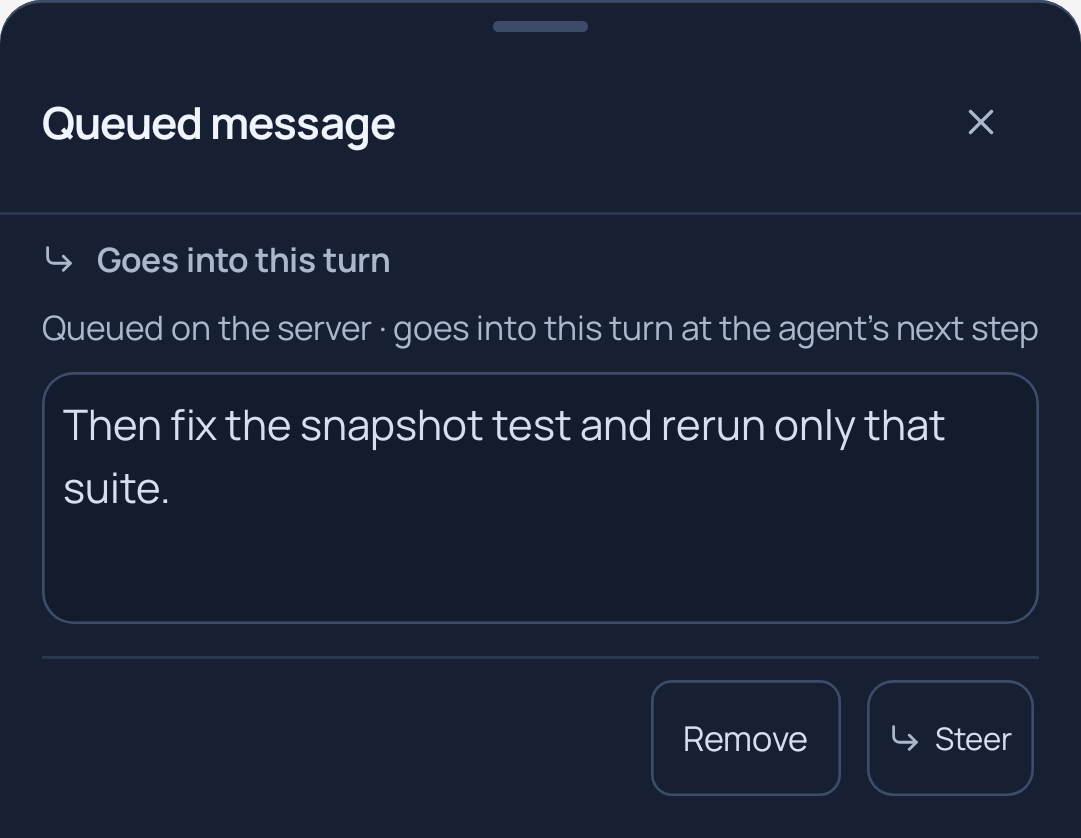 Queued message
Goes into this turn
Queued on the server · goes into this turn at the agent’s next step
Then fix the snapshot test and rerun only that
suite.
Remove
Steer